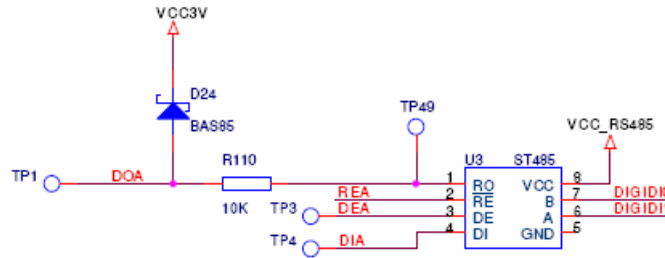 VCC3V
D24
BAS85
TP49
VCC_RS485
U3 ST485
TP1 DOA R110
1 RO VCC 8
REA 2 RE B 7 DIGIDI0
10K TP3 DEA 3 DE A 6 DIGIDI
TP4 DIA 4 DI GND 5